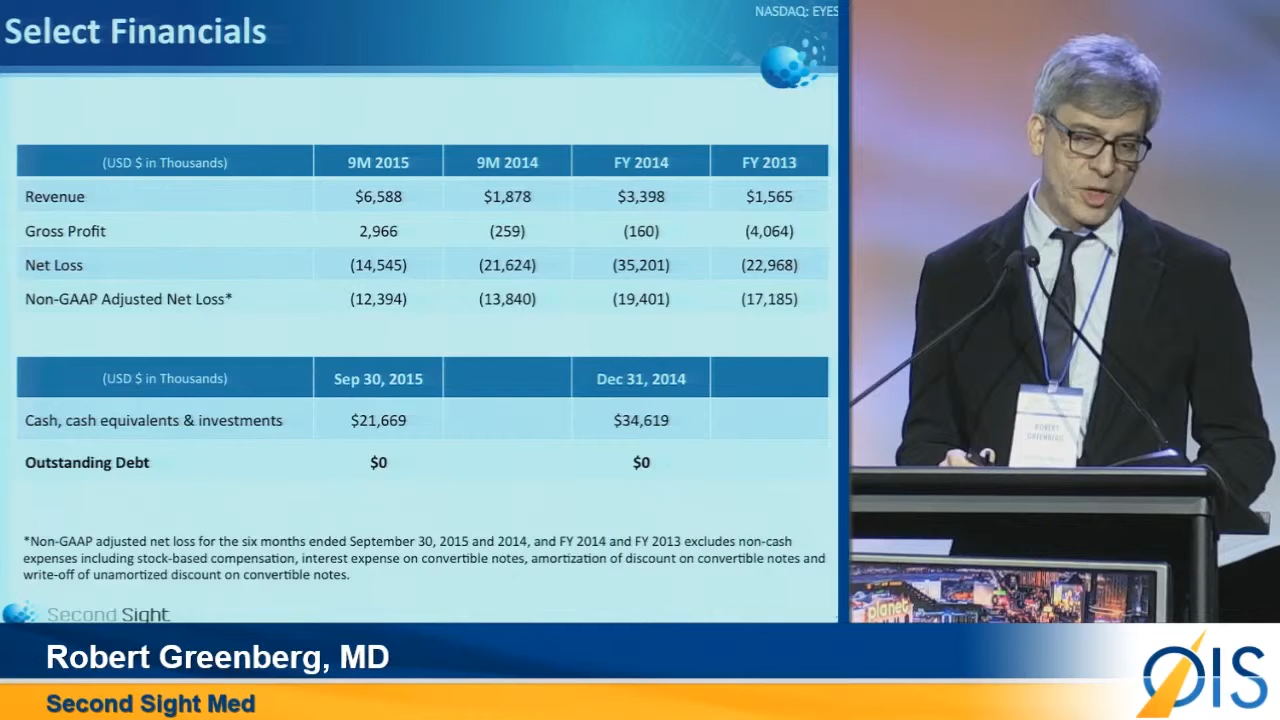 NASDAQ: EYES
Select Financials
(USD $ in Thousands) 9M 2015 9M 2014 FY 2014 FY 2013
Revenue $6,588 $1,878 $3,398 $1,565
Gross Profit 2,966 (259) (160) (4,064)
Net Loss (14,545) (21,624) (35,201) (22,968)
Non-GAAP Adjusted Net Loss* (12,394) (13,840) (19,401) (17,185)
(USD $ in Thousands) Sep 30, 2015 Dec 31, 2014
Cash, cash equivalents & investments $21,669 $34,619
Outstanding Debt $0 $0
*Non-GAAP adjusted net loss for the six months ended September 30, 2015 and 2014, and FY 2014 and FY 2013 excludes non-cash
expenses including stock-based compensation, interest expense on convertible notes, amortization of discount on convertible notes and
write-off of unamortized discount on convertible notes.
Second Sight
ROBERT
GREENBERG
planet
Robert Greenberg, MD
Second Sight Med
OIS